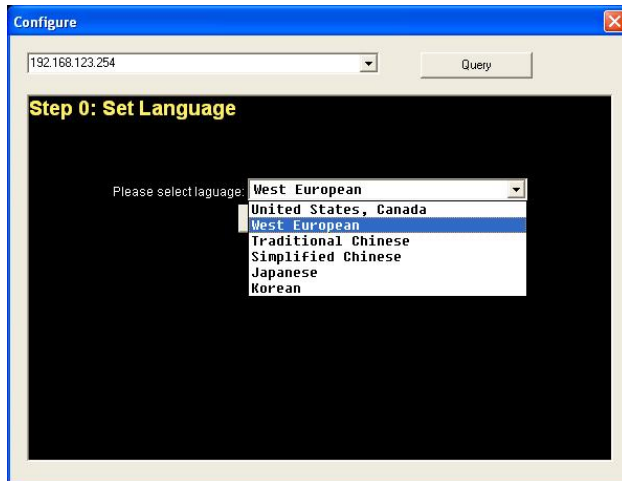 Configure
192.168.123.254
Query
Step 0: Set Language
Please select laguage:
West European
United States, Canada
West European
Traditional Chinese
Simplified Chinese
Japanese
Korean